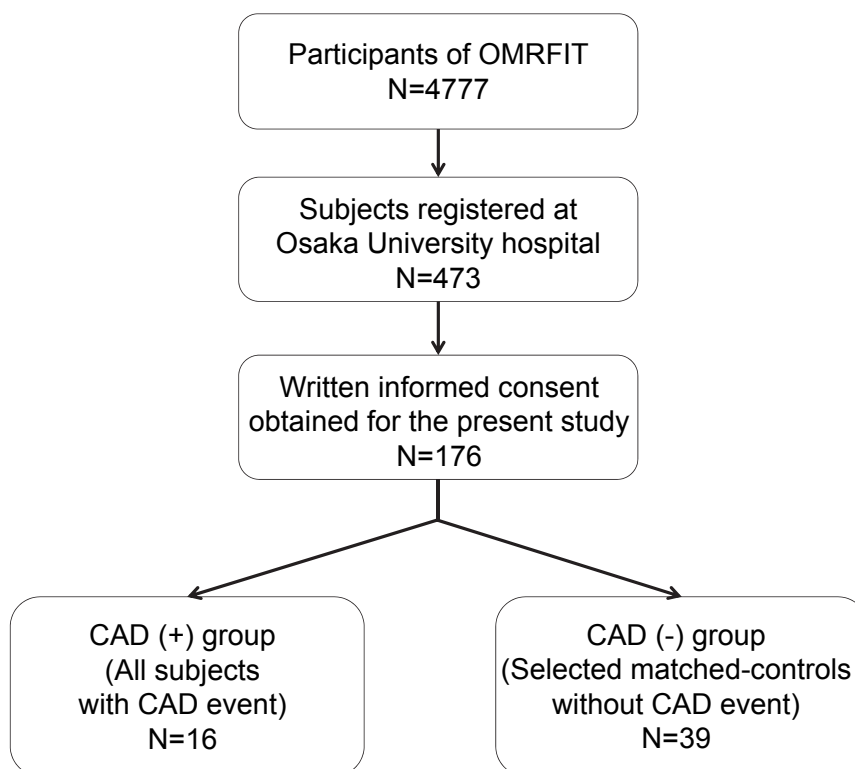 Participants of OMRFIT
N=4777
Subjects registered at
Osaka University hospital
N=473
Written informed consent
obtained for the present study
N=176
CAD (+) group
(All subjects
with CAD event)
N=16
CAD (-) group
(Selected matched-controls
without CAD event)
N=39